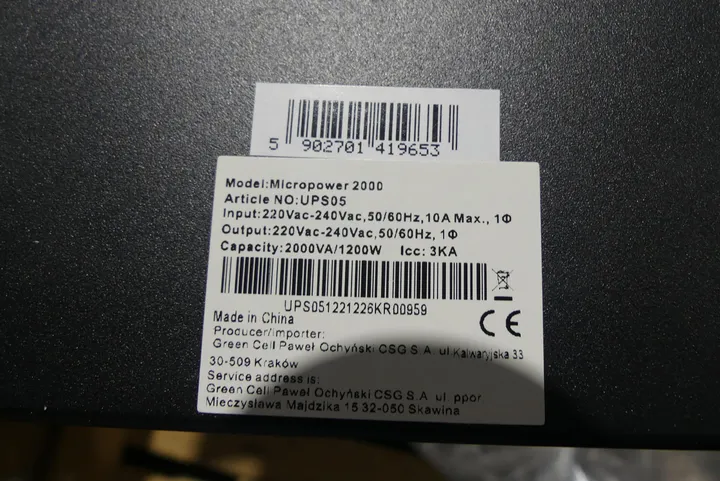 5 902701 419653
Model:Micropower 2000
Article NO:UPS05
Input:220Vac-240Vac,50/60Hz,10A Max., 1Φ
Output:220Vac-240Vac,50/60Hz, 1Φ
Capacity:2000VA/1200W Icc: 3KA
UPS051221226KR00959
Made in China
CE
Producer/importer:
Green Cell Paweł Ochyński CSG S.A. ul Kalwaryjska 33
30-509 Kraków
Service address is:
Green Cell Paweł Ochyński CSG S.A. ul ppor
Mieczysława Majdzika 15 32-050 Skawina